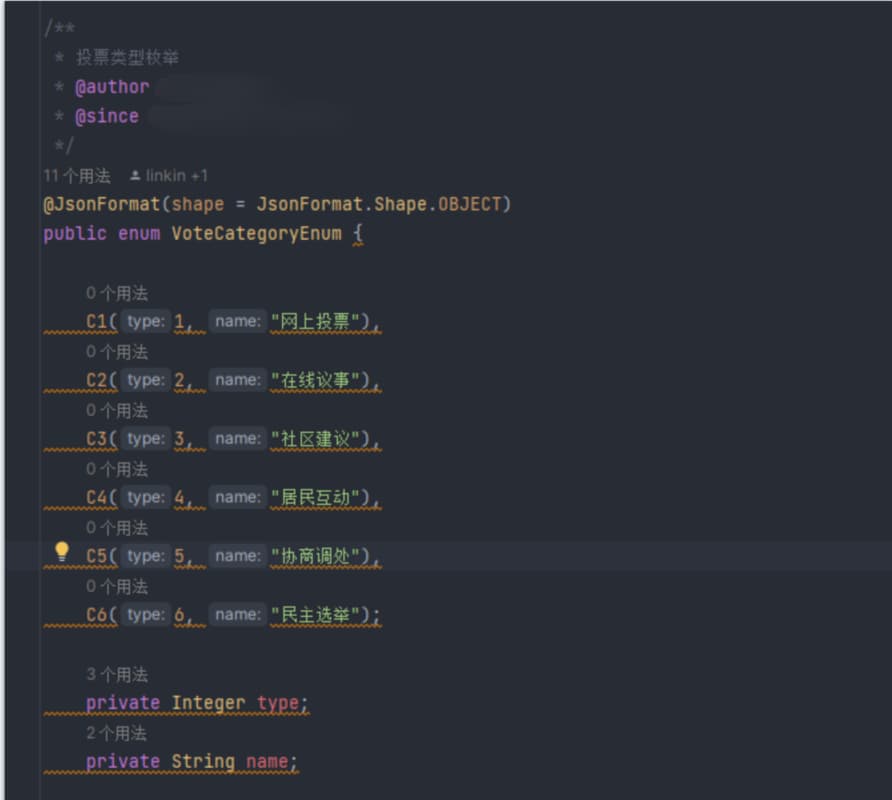 /**
* 投票类型枚举
* @author
* @since
*/
11 个用法 linkin +1
@JsonFormat(shape = JsonFormat.Shape.OBJECT)
public enum VoteCategoryEnum {
0 个用法
C1( type: 1, name: "网上投票"),
0 个用法
C2( type: 2, name: "在线议事"),
0 个用法
C3( type: 3, name: "社区建议"),
0 个用法
C4( type: 4, name: "居民互动"),
0 个用法
C5( type: 5, name: "协商调处"),
0 个用法
C6( type: 6, name: "民主选举");
3 个用法
private Integer type;
2 个用法
private String name;